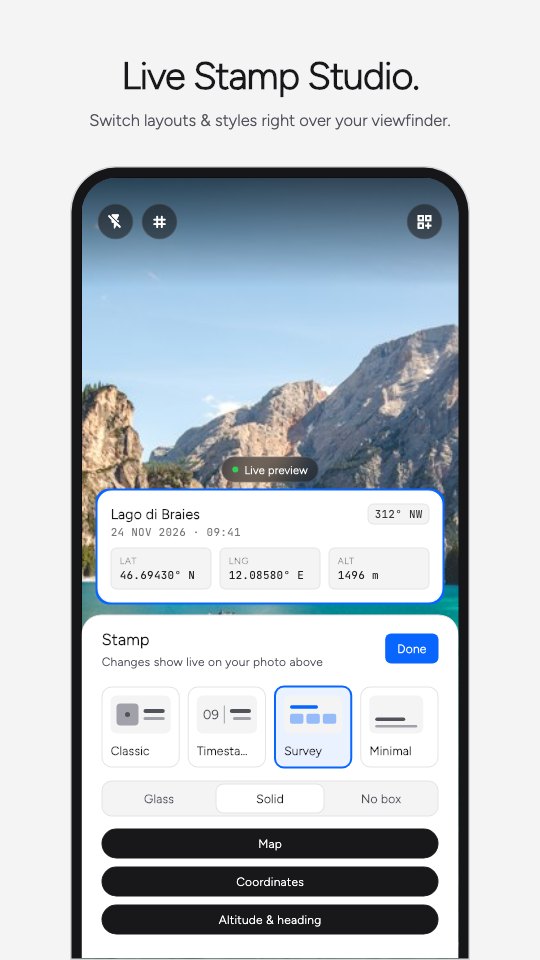 Live Stamp Studio.
Switch layouts & styles right over your viewfinder.
Live preview
Lago di Braies
312° NW
24 NOV 2026 · 09:41
LAT
46.69430° N
LNG
12.08580° E
ALT
1496 m
Stamp
Changes show live on your photo above
Done
09
Classic
Timesta...
Survey
Minimal
Glass
Solid
No box
Map
Coordinates
Altitude & heading